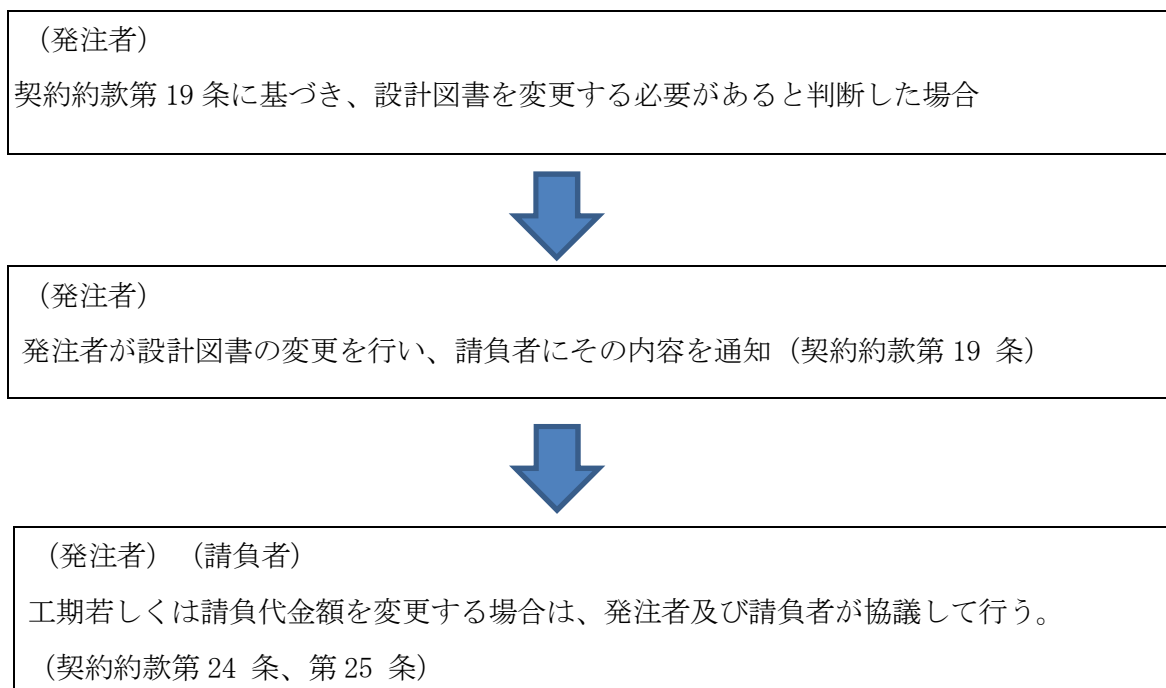 （発注者）
契約約款第 19 条に基づき、設計図書を変更する必要があると判断した場合
（発注者）
発注者が設計図書の変更を行い、請負者にその内容を通知（契約約款第 19 条）
（発注者）（請負者）
工期若しくは請負代金額を変更する場合は、発注者及び請負者が協議して行う。
（契約約款第 24 条、第 25 条）